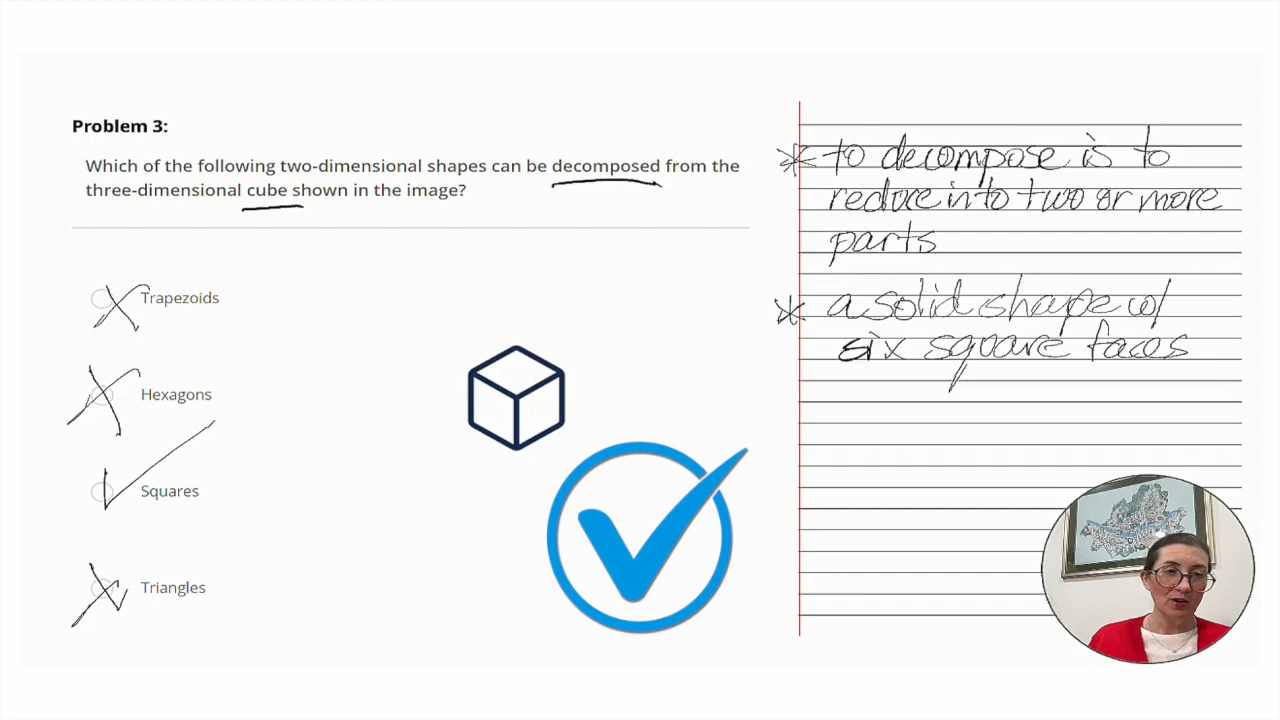 Problem 3:
Which of the following two-dimensional shapes can be decomposed from the
three-dimensional cube shown in the image?
Trapezoids
Hexagons
Squares
Triangles
* to decompose is to
reduce into two or more
parts
* a solid shape w/
six square faces